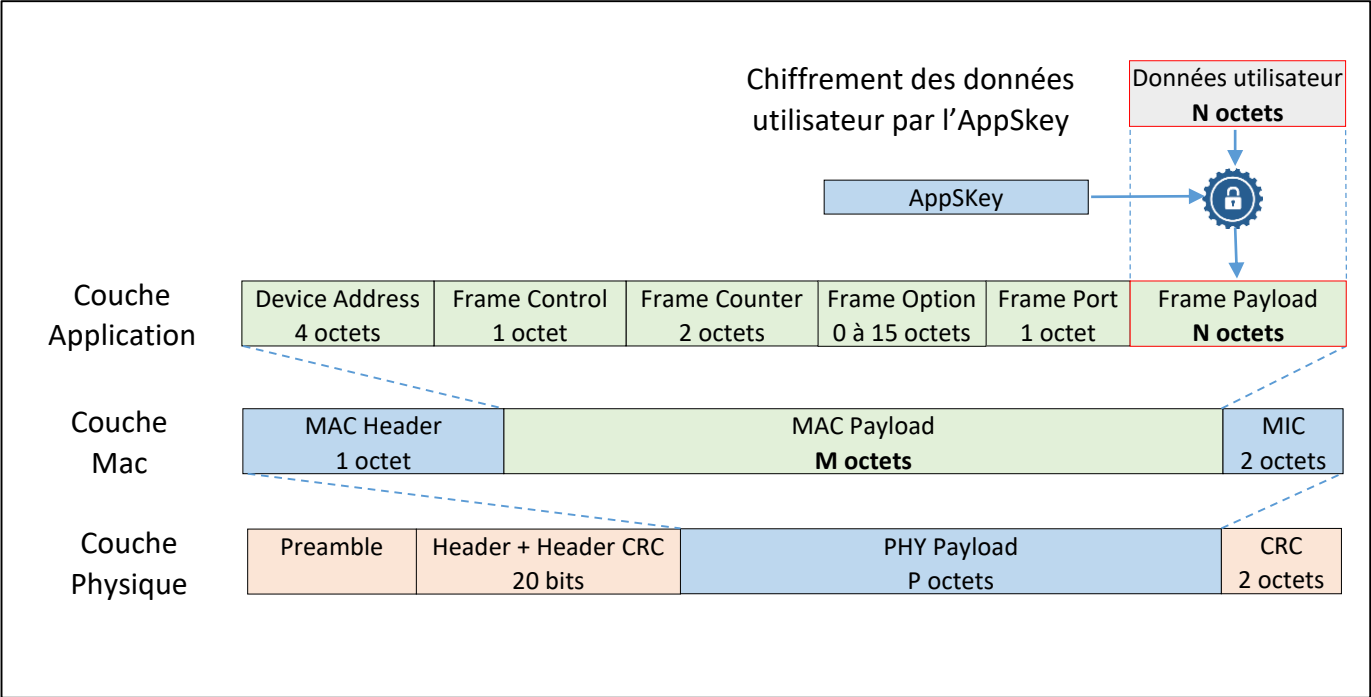 Chiffrement des données
utilisateur par l'AppSkey
Données utilisateur
N octets
AppSKey
Couche
Application
Device Address
4 octets
Frame Control
1 octet
Frame Counter
2 octets
Frame Option
0 à 15 octets
Frame Port
1 octet
Frame Payload
N octets
Couche
Mac
MAC Header
1 octet
MAC Payload
M octets
MIC
2 octets
Couche
Physique
Preamble
Header + Header CRC
20 bits
PHY Payload
P octets
CRC
2 octets